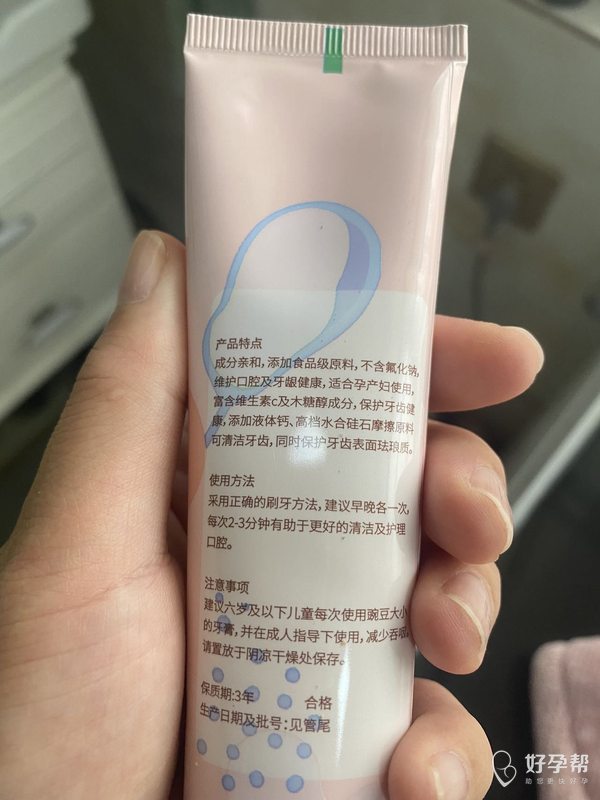 产品特点
成分亲和，添加食品级原料，不含氟化钠，
维护口腔及牙龈健康，适合孕产妇使用，
富含维生素c及木糖醇成分，保护牙齿健
康，添加液体钙、高档水合硅石摩擦原料
可清洁牙齿，同时保护牙齿表面珐琅质。
使用方法
采用正确的刷牙方法，建议早晚各一次，
每次2-3分钟有助于更好的清洁及护理
口腔。
注意事项
建议六岁及以下儿童每次使用豌豆大小
的牙膏，并在成人指导下使用，减少吞咽。
请置放于阴凉干燥处保存。
保质期：3年 合格
生产日期及批号：见管尾
好孕帮
助您更快好孕